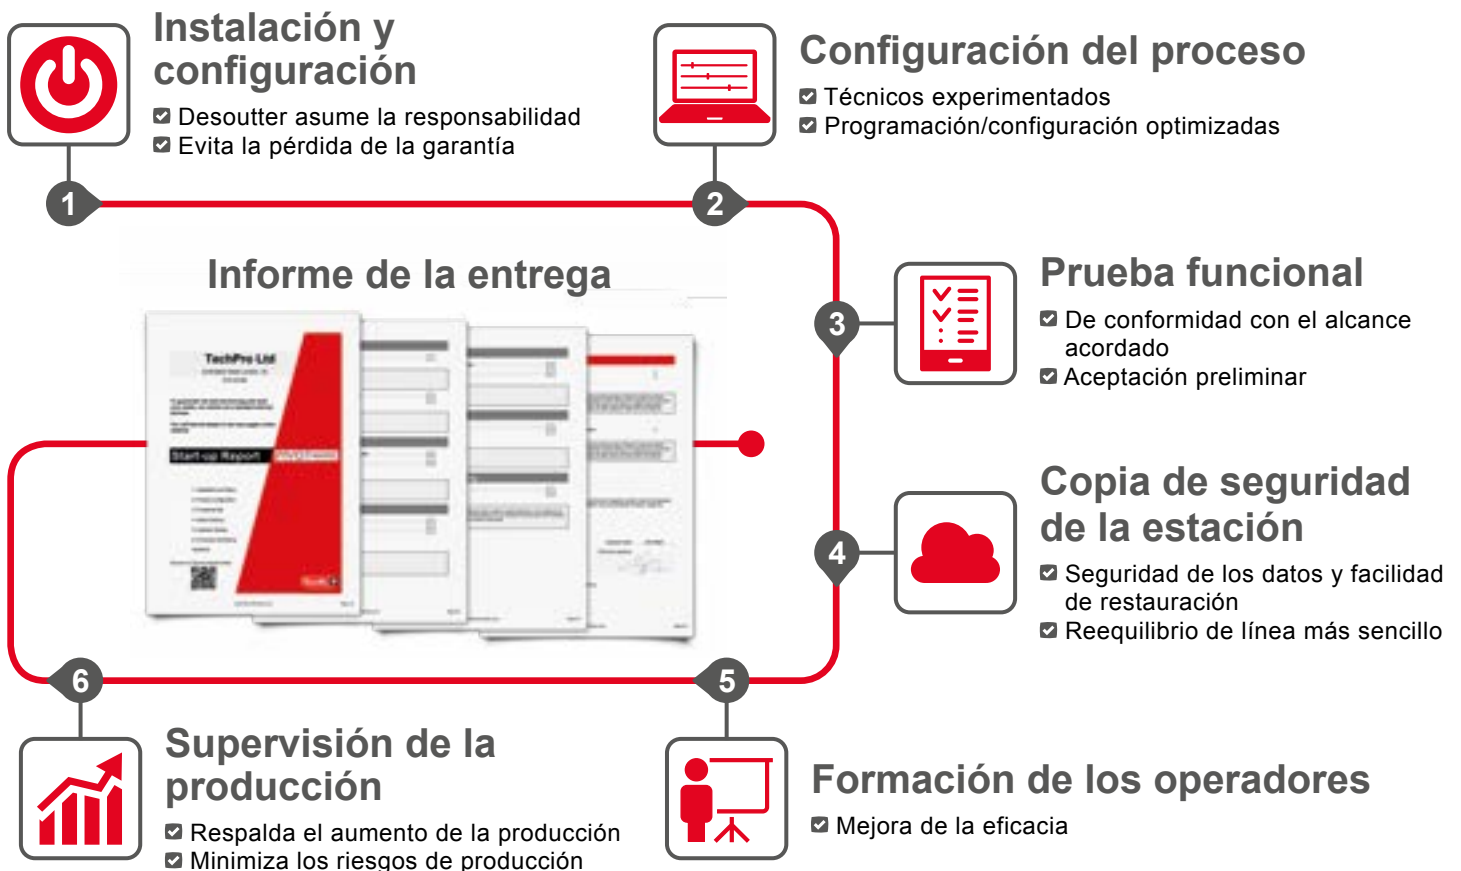 Instalación y
configuración
Desoutter asume la responsabilidad
Evita la pérdida de la garantía
1
Configuración del proceso
Técnicos experimentados
Programación/configuración optimizadas
2
Prueba funcional
De conformidad con el alcance
acordado
Aceptación preliminar
3
Informe de la entrega
TechPro Ltd
Start-up Report
Copia de seguridad
de la estación
Seguridad de los datos y facilidad
de restauración
Reequilibrio de línea más sencillo
4
5
Formación de los operadores
Mejora de la eficacia
6
Supervisión de la
producción
Respalda el aumento de la producción
Minimiza los riesgos de producción